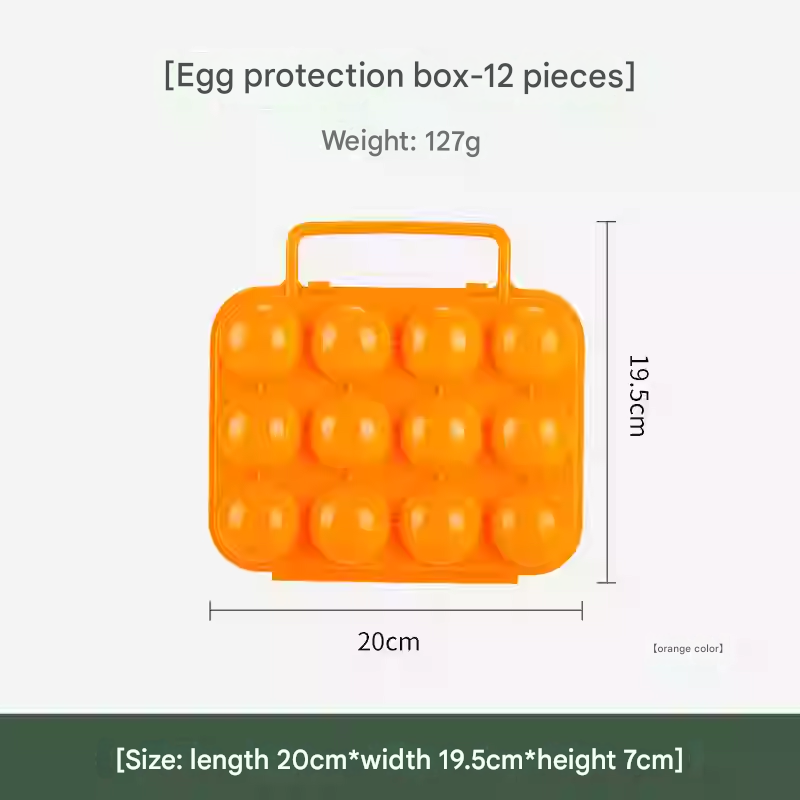 [Egg protection box-12 pieces]
Weight: 127g
19.5cm
20cm
【orange color】
[Size: length 20cm*width 19.5cm*height 7cm]